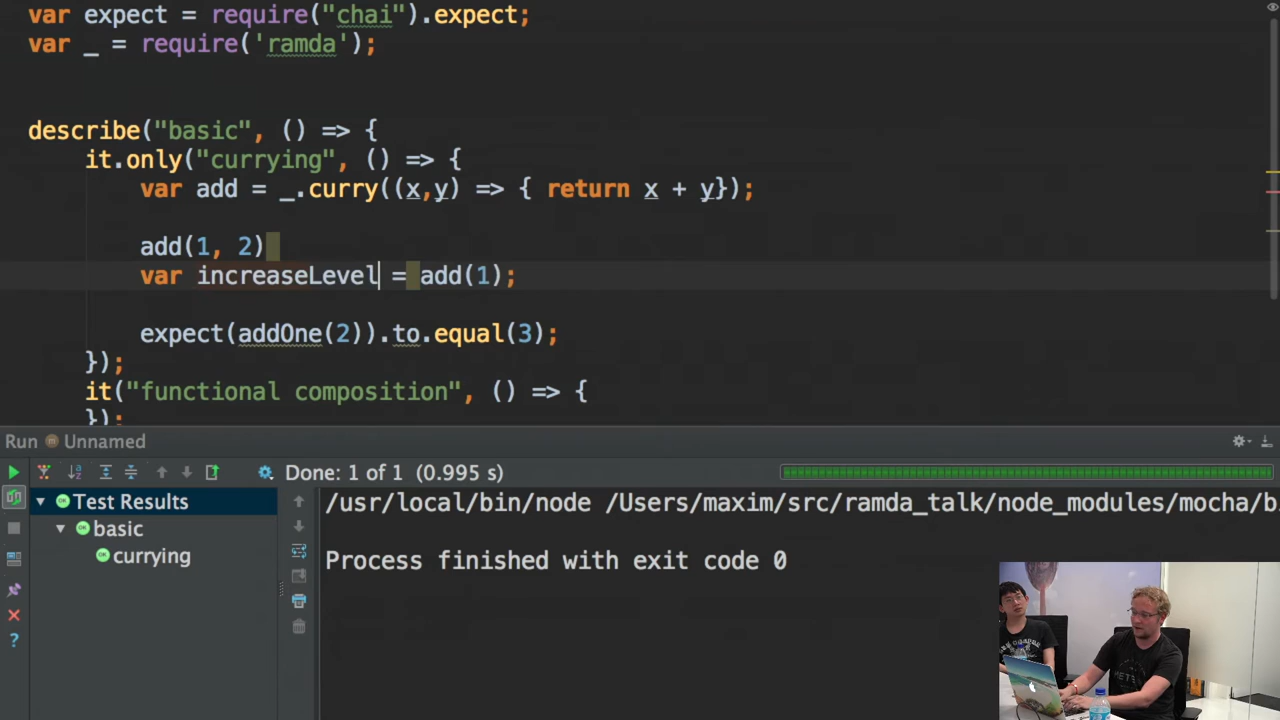 var expect = require("chai").expect;
var _ = require('ramda');
describe("basic", () => {
it.only("currying", () => {
var add = _.curry((x,y) => { return x + y});
add(1, 2)
var increaseLevel = add(1);
expect(addOne(2)).to.equal(3);
});
it("functional composition", () => {
});
Run Unnamed
Done: 1 of 1 (0.995 s)
Test Results
basic
currying
/usr/local/bin/node /Users/maxim/src/ramda_talk/node_modules/mocha/bi
Process finished with exit code 0